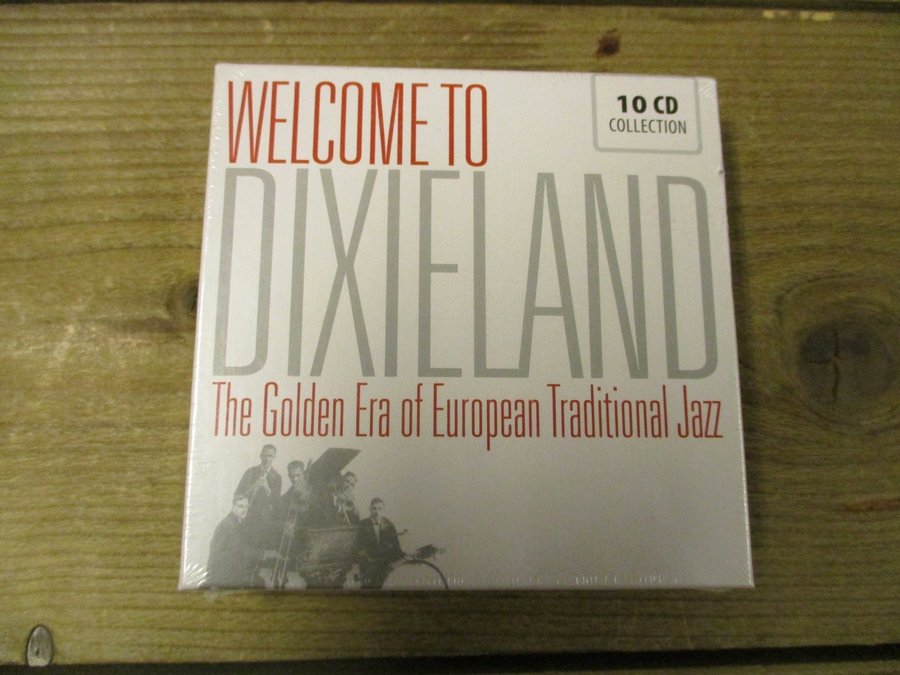 WELCOME TO
10 CD
COLLECTION
DIXIELAND
The Golden Era of European Traditional Jazz